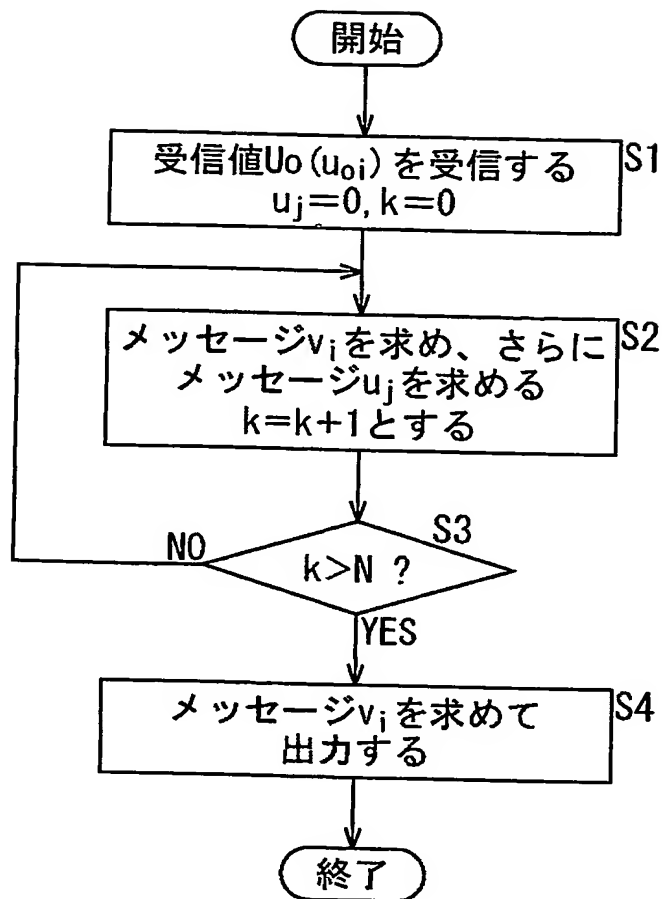 開始
受信値Uo(uoi)を受信する
uj=0,k=0
S1
メッセージviを求め、さらに
メッセージujを求める
k=k+1とする
S2
S3
k>N ?
NO
YES
メッセージviを求めて
出力する
S4
終了